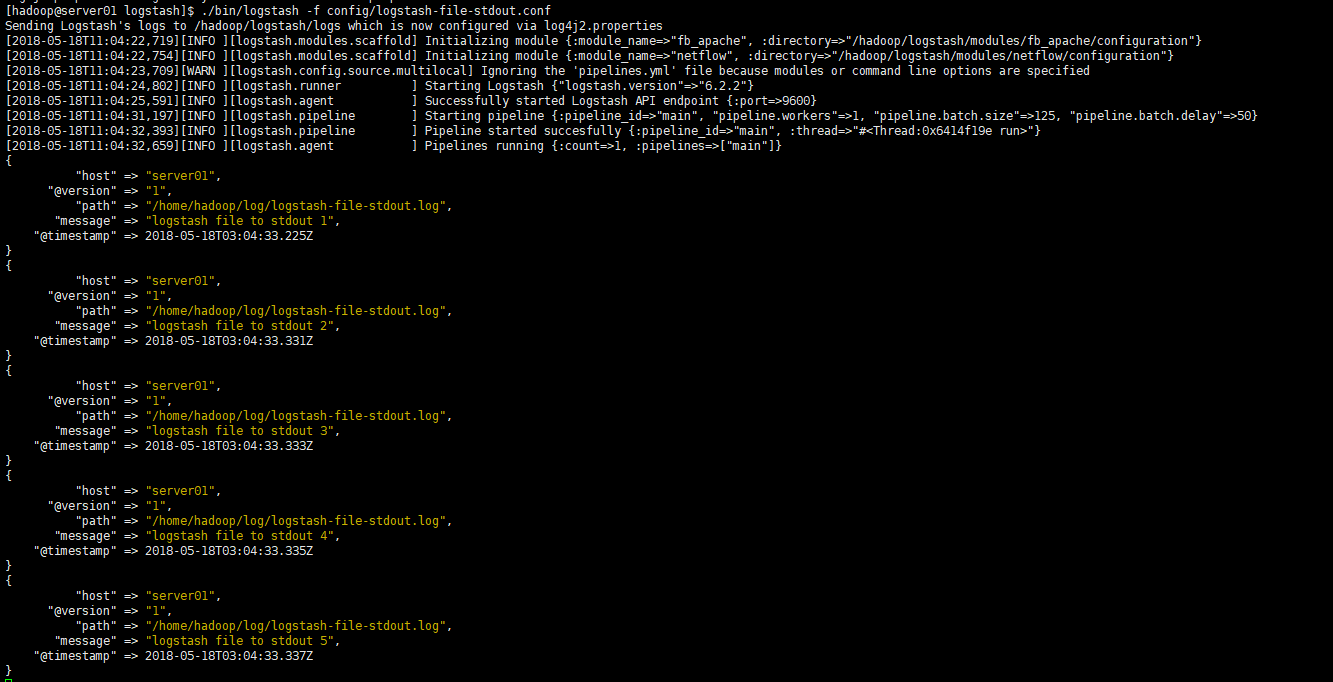 [hadoop@server01 logstash]$ ./bin/logstash -f config/logstash-file-stdout.conf
Sending Logstash's logs to /hadoop/logstash/logs which is now configured via log4j2.properties
[2018-05-18T11:04:22,719][INFO ][logstash.modules.scaffold] Initializing module {:module_name=>"fb_apache", :directory=>"/hadoop/logstash/modules/fb_apache/configuration"}
[2018-05-18T11:04:22,754][INFO ][logstash.modules.scaffold] Initializing module {:module_name=>"netflow", :directory=>"/hadoop/logstash/modules/netflow/configuration"}
[2018-05-18T11:04:23,709][WARN ][logstash.config.source.multilocal] Ignoring the 'pipelines.yml' file because modules or command line options are specified
[2018-05-18T11:04:24,802][INFO ][logstash.runner          ] Starting Logstash {"logstash.version"=>"6.2.2"}
[2018-05-18T11:04:25,591][INFO ][logstash.agent           ] Successfully started Logstash API endpoint {:port=>9600}
[2018-05-18T11:04:31,197][INFO ][logstash.pipeline        ] Starting pipeline {:pipeline_id=>"main", "pipeline.workers"=>1, "pipeline.batch.size"=>125, "pipeline.batch.delay"=>50}
[2018-05-18T11:04:32,393][INFO ][logstash.pipeline        ] Pipeline started succesfully {:pipeline_id=>"main", :thread=>"#<Thread:0x6414f19e run>"}
[2018-05-18T11:04:32,659][INFO ][logstash.agent           ] Pipelines running {:count=>1, :pipelines=>["main"]}
{
          "host" => "server01",
      "@version" => "1",
          "path" => "/home/hadoop/log/logstash-file-stdout.log",
       "message" => "logstash file to stdout 1",
    "@timestamp" => 2018-05-18T03:04:33.225Z
}
{
          "host" => "server01",
      "@version" => "1",
          "path" => "/home/hadoop/log/logstash-file-stdout.log",
       "message" => "logstash file to stdout 2",
    "@timestamp" => 2018-05-18T03:04:33.331Z
}
{
          "host" => "server01",
      "@version" => "1",
          "path" => "/home/hadoop/log/logstash-file-stdout.log",
       "message" => "logstash file to stdout 3",
    "@timestamp" => 2018-05-18T03:04:33.333Z
}
{
          "host" => "server01",
      "@version" => "1",
          "path" => "/home/hadoop/log/logstash-file-stdout.log",
       "message" => "logstash file to stdout 4",
    "@timestamp" => 2018-05-18T03:04:33.335Z
}
{
          "host" => "server01",
      "@version" => "1",
          "path" => "/home/hadoop/log/logstash-file-stdout.log",
       "message" => "logstash file to stdout 5",
    "@timestamp" => 2018-05-18T03:04:33.337Z
}